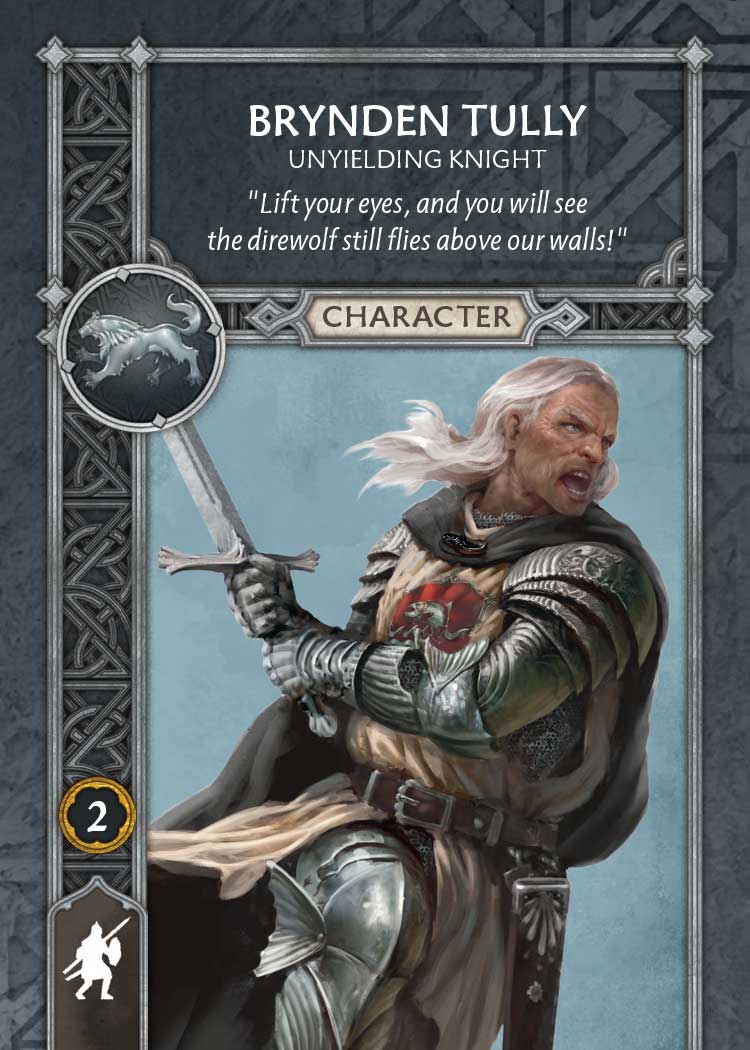 BRYNDEN TULLY
UNYIELDING KNIGHT
"Lift your eyes, and you will see
the direwolf still flies above our walls!"
CHARACTER
2